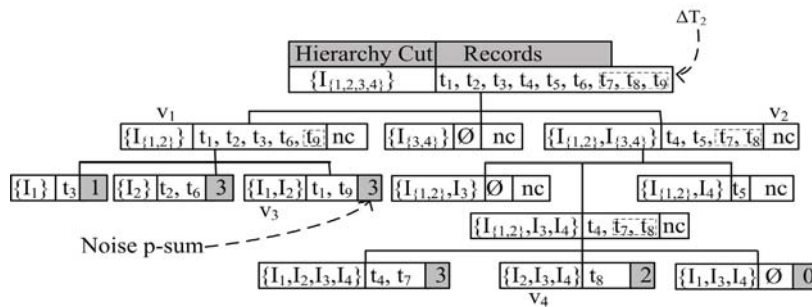 ΔT₂
Hierarchy Cut Records
{I{1,2,3,4}} t₁, t₂, t₃, t₄, t₅, t₆, t₇, t₈, t₉
v₁ v₂
{I{1,2}} t₁, t₂, t₃, t₆, t₉ nc {I{3,4}} Ø nc {I{1,2},I{3,4}} t₄, t₅, t₇, t₈ nc
{I₁} t₃ 1 {I₂} t₂, t₆ 3 {I₁,I₂} t₁, t₉ 3 {I{1,2},I₃} Ø nc {I{1,2},I₄} t₅ nc
v₃
{I{1,2},I₃,I₄} t₄, t₇, t₈ nc
Noise p-sum
{I₁,I₂,I₃,I₄} t₄, t₇ 3 {I₂,I₃,I₄} t₈ 2 {I₁,I₃,I₄} Ø 0
v₄